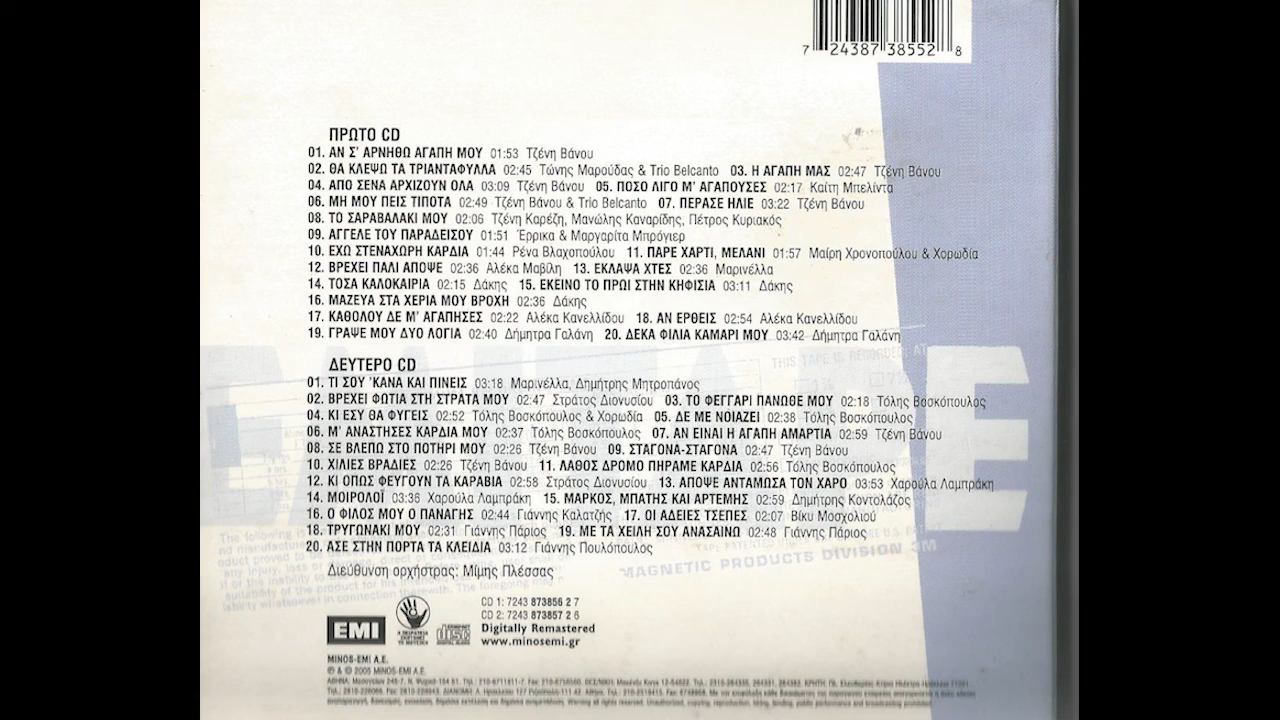 7 24387 38552 8
ΠΡΩΤΟ CD
01. ΑΝ Σ' ΑΡΝΗΘΩ ΑΓΑΠΗ ΜΟΥ 01:53 Τζένη Βάνου
02. ΘΑ ΚΛΕΨΩ ΤΑ ΤΡΙΑΝΤΑΦΥΛΛΑ 02:45 Τώνης Μαρούδας & Trio Belcanto 03. Η ΑΓΑΠΗ ΜΑΣ 02:47 Τζένη Βάνου
04. ΑΠΟ ΣΕΝΑ ΑΡΧΙΖΟΥΝ ΟΛΑ 03:09 Τζένη Βάνου 05. ΠΟΣΟ ΛΙΓΟ Μ' ΑΓΑΠΟΥΣΕΣ 02:17 Καίτη Μπελίντα
06. ΜΗ ΜΟΥ ΠΕΙΣ ΤΙΠΟΤΑ 02:49 Τζένη Βάνου & Trio Belcanto 07. ΠΕΡΑΣΕ ΗΛΙΕ 03:22 Τζένη Βάνου
08. ΤΟ ΣΑΡΑΒΑΛΑΚΙ ΜΟΥ 02:06 Τζένη Καρέζη, Μανώλης Καναρίδης, Πέτρος Κυριακός
09. ΑΓΓΕΛΕ ΤΟΥ ΠΑΡΑΔΕΙΣΟΥ 01:51 Έρρικα & Μαργαρίτα Μπρόγιερ
10. ΕΧΩ ΣΤΕΝΑΧΩΡΗ ΚΑΡΔΙΑ 01:44 Ρένα Βλαχοπούλου 11. ΠΑΡΕ ΧΑΡΤΙ, ΜΕΛΑΝΙ 01:57 Μαίρη Χρονοπούλου & Χορωδία
12. ΒΡΕΧΕΙ ΠΑΛΙ ΑΠΟΨΕ 02:36 Αλέκα Μαβίλη 13. ΕΚΛΑΨΑ ΧΤΕΣ 02:36 Μαρινέλλα
14. ΤΟΣΑ ΚΑΛΟΚΑΙΡΙΑ 02:15 Δάκης 15. ΕΚΕΙΝΟ ΤΟ ΠΡΩΙ ΣΤΗΝ ΚΗΦΙΣΙΑ 03:11 Δάκης
16. ΜΑΖΕΥΑ ΣΤΑ ΧΕΡΙΑ ΜΟΥ ΒΡΟΧΗ 02:36 Δάκης
17. ΚΑΘΟΛΟΥ ΔΕ Μ' ΑΓΑΠΗΣΕΣ 02:22 Αλέκα Κανελλίδου 18. ΑΝ ΕΡΘΕΙΣ 02:54 Αλέκα Κανελλίδου
19. ΓΡΑΨΕ ΜΟΥ ΔΥΟ ΛΟΓΙΑ 02:40 Δήμητρα Γαλάνη 20. ΔΕΚΑ ΦΙΛΙΑ ΚΑΜΑΡΙ ΜΟΥ 03:42 Δήμητρα Γαλάνη
THIS TAPE IS RECORDED AT
ΔΕΥΤΕΡΟ CD
01. ΤΙ ΣΟΥ 'ΚΑΝΑ ΚΑΙ ΠΙΝΕΙΣ 03:18 Μαρινέλλα, Δημήτρης Μητροπάνος
02. ΒΡΕΧΕΙ ΦΩΤΙΑ ΣΤΗ ΣΤΡΑΤΑ ΜΟΥ 02:47 Στράτος Διονυσίου 03. ΤΟ ΦΕΓΓΑΡΙ ΠΑΝΩΘΕ ΜΟΥ 02:18 Τόλης Βοσκόπουλος
04. ΚΙ ΕΣΥ ΘΑ ΦΥΓΕΙΣ 02:52 Τόλης Βοσκόπουλος & Χορωδία 05. ΔΕ ΜΕ ΝΟΙΑΖΕΙ 02:38 Τόλης Βοσκόπουλος
06. Μ' ΑΝΑΣΤΗΣΕΣ ΚΑΡΔΙΑ ΜΟΥ 02:37 Τόλης Βοσκόπουλος 07. ΑΝ ΕΙΝΑΙ Η ΑΓΑΠΗ ΑΜΑΡΤΙΑ 02:59 Τζένη Βάνου
08. ΣΕ ΒΛΕΠΩ ΣΤΟ ΠΟΤΗΡΙ ΜΟΥ 02:26 Τζένη Βάνου 09. ΣΤΑΓΟΝΑ-ΣΤΑΓΟΝΑ 02:47 Τζένη Βάνου
10. ΧΙΛΙΕΣ ΒΡΑΔΙΕΣ 02:26 Τζένη Βάνου 11. ΛΑΘΟΣ ΔΡΟΜΟ ΠΗΡΑΜΕ ΚΑΡΔΙΑ 02:56 Τόλης Βοσκόπουλος
12. ΚΙ ΟΠΩΣ ΦΕΥΓΟΥΝ ΤΑ ΚΑΡΑΒΙΑ 02:58 Στράτος Διονυσίου 13. ΑΠΟΨΕ ΑΝΤΑΜΩΣΑ ΤΟΝ ΧΑΡΟ 03:53 Χαρούλα Λαμπράκη
14. ΜΟΙΡΟΛΟΪ 03:36 Χαρούλα Λαμπράκη 15. ΜΑΡΚΟΣ, ΜΠΑΤΗΣ ΚΑΙ ΑΡΤΕΜΗΣ 02:59 Δημήτρης Κοντολάζος
16. Ο ΦΙΛΟΣ ΜΟΥ Ο ΠΑΝΑΓΗΣ 02:44 Γιάννης Καλατζής 17. ΟΙ ΑΔΕΙΕΣ ΤΣΕΠΕΣ 02:07 Βίκυ Μοσχολιού
18. ΤΡΥΓΩΝΑΚΙ ΜΟΥ 02:31 Γιάννης Πάριος 19. ΜΕ ΤΑ ΧΕΙΛΗ ΣΟΥ ΑΝΑΣΑΙΝΩ 02:48 Γιάννης Πάριος
20. ΑΣΕ ΣΤΗΝ ΠΟΡΤΑ ΤΑ ΚΛΕΙΔΙΑ 03:12 Γιάννης Πουλόπουλος
MAGNETIC PRODUCTS DIVISION 3M
Διεύθυνση ορχήστρας: Μίμης Πλέσσας
EMI
CD 1: 7243 873856 2 7
CD 2: 7243 873857 2 6
Digitally Remastered
www.minosemi.gr
MINOS-EMI A.E.
℗ & © 2005 MINOS-EMI A.E.